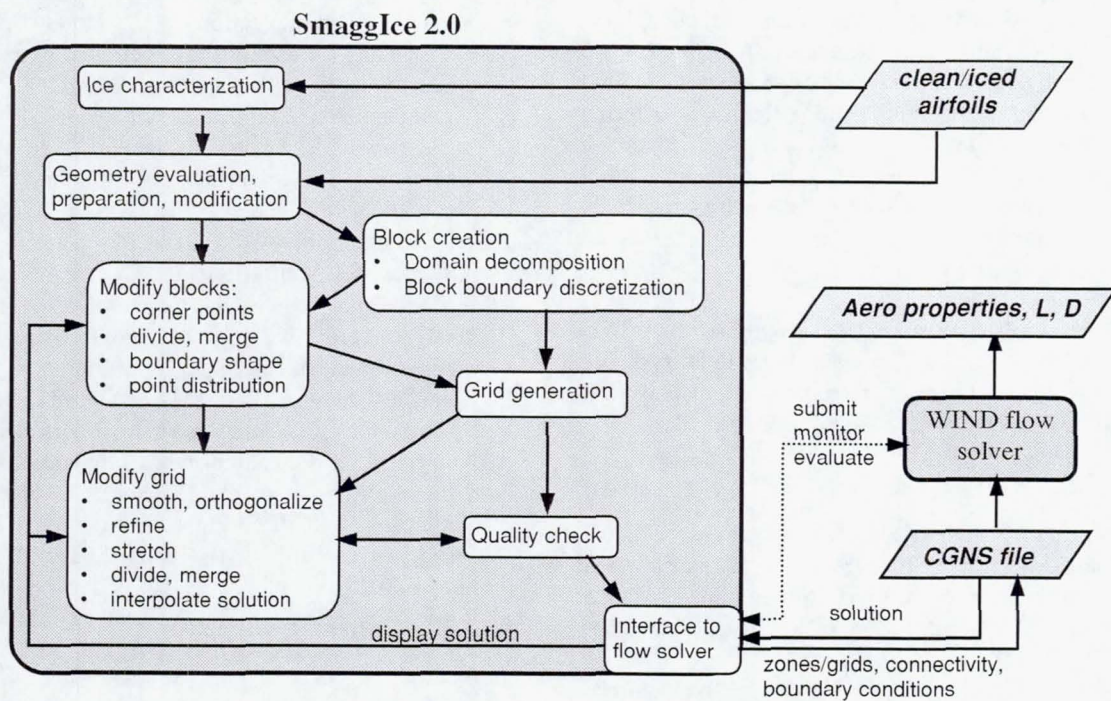 SmaggIce 2.0
Ice characterization
clean/iced
airfoils
Geometry evaluation,
preparation, modification
Block creation
• Domain decomposition
• Block boundary discretization
Modify blocks:
• corner points
• divide, merge
• boundary shape
• point distribution
Aero properties, L, D
Grid generation
submit
monitor
evaluate
WIND flow
solver
Modify grid
• smooth, orthogonalize
• refine
• stretch
• divide, merge
• interpolate solution
Quality check
CGNS file
solution
display solution
Interface to
flow solver
zones/grids, connectivity,
boundary conditions